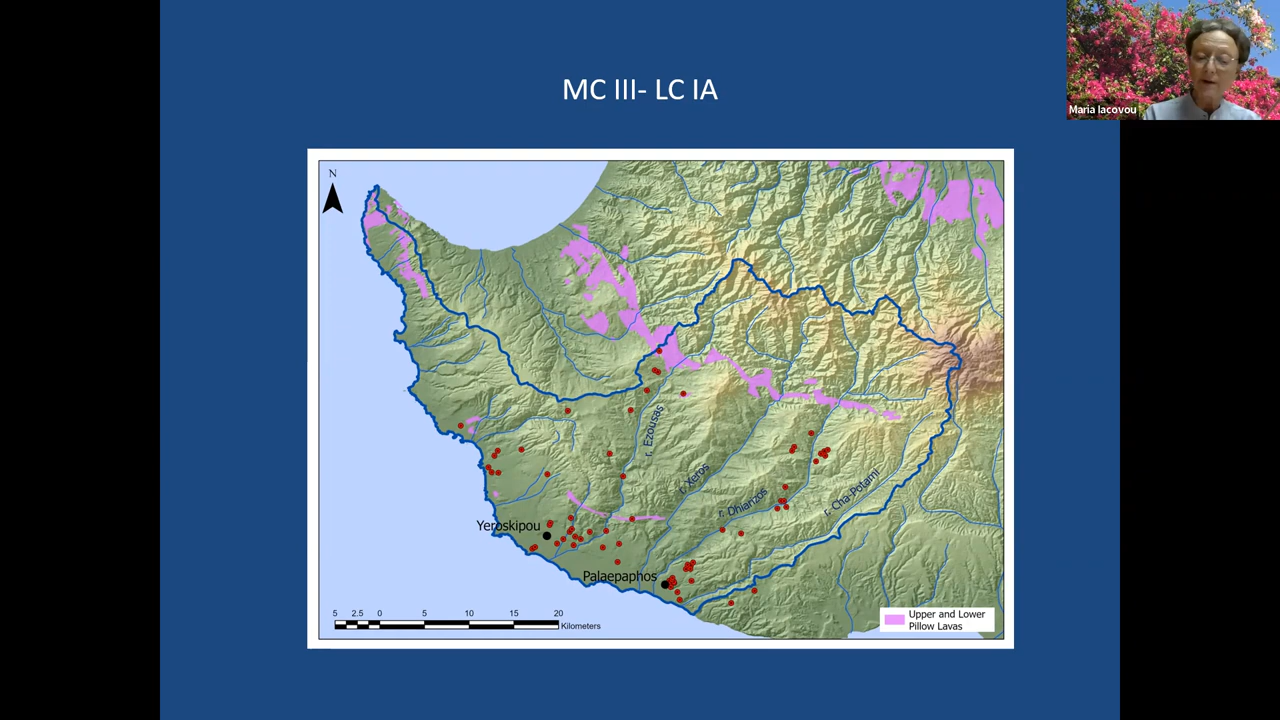 MC III- LC IA
Maria Iacovou
N
r. Ezousas
r. Xeros
r. Dhiarizos
r. Cha-Potami
Yeroskipou
Palaepaphos
5 2.5 0 5 10 15 20
Kilometers
Upper and Lower
Pillow Lavas